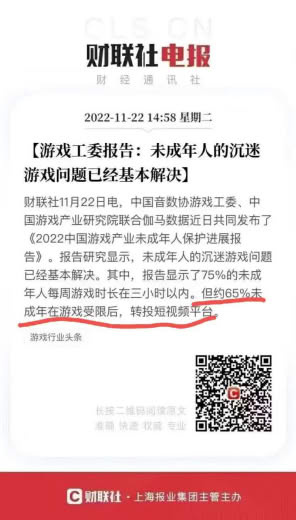 CLS CN
财联社电报
财经通讯社
2022-11-22 14:58 星期二
【游戏工委报告：未成年人的沉迷
游戏问题已经基本解决】
财联社11月22日电，中国音数协游戏工委、中
国游戏产业研究院联合伽马数据近日共同发布了
《2022中国游戏产业未成年人保护进展报
告》。报告研究显示，未成年人的沉迷游戏问题
已经基本解决。其中，报告显示了75%的未成
年人每周游戏时长在三小时以内。但约65%未
成年在游戏受限后，转投短视频平台。
游戏行业头条
长按二维码阅读原文
准确 快速 权威 专业
C 财联社·上海报业集团主管主办